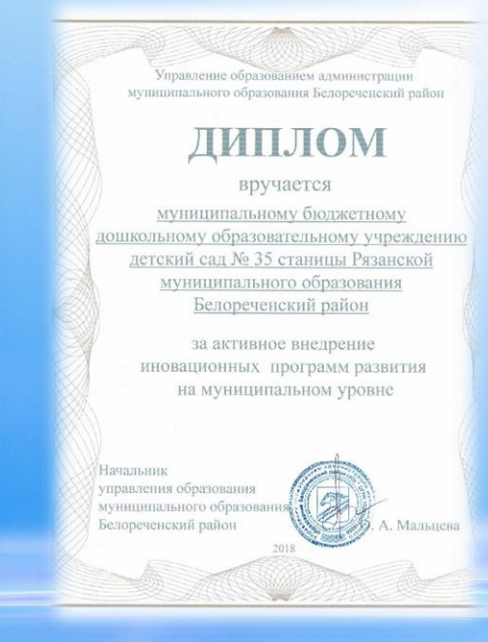 Управление образованием администрации
муниципального образования Белореченский район
ДИПЛОМ
вручается
муниципальному бюджетному
дошкольному образовательному учреждению
детский сад № 35 станицы Рязанской
муниципального образования
Белореченский район
за активное внедрение
иновационных программ развития
на муниципальном уровне
Начальник
управления образования
муниципального образования
Белореченский район
А. Мальцева
2018